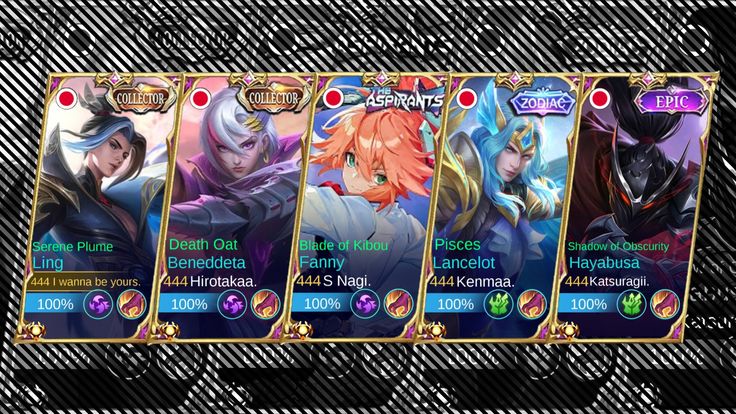 COLLECTOR
Serene Plume
Ling
444 I wanna be yours.
100%
COLLECTOR
Death Oat
Beneddeta
444 Hirotakaa.
100%
THE ASPIRANTS
Blade of Kibou
Fanny
444 S Nagi.
100%
ZODIAC
Pisces
Lancelot
444 Kenmaa.
100%
EPIC
Shadow of Obscurity
Hayabusa
444 Katsuragii.
100%